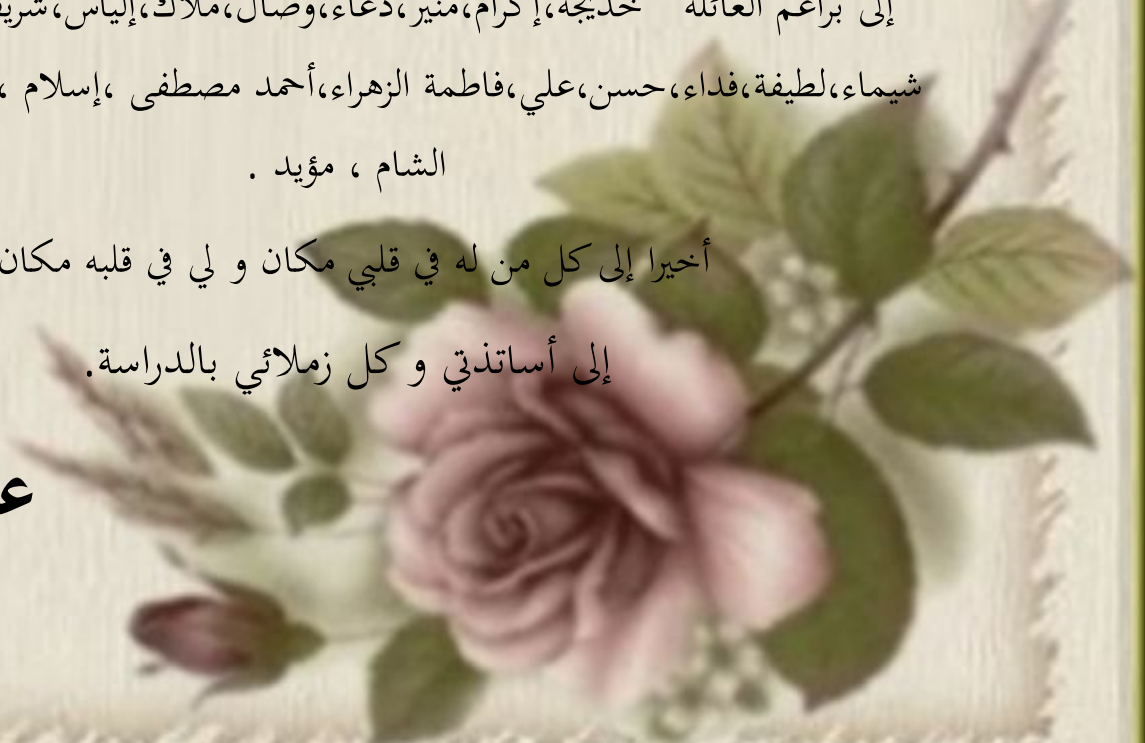 إلى براعم العائلة خديجة،إكرام،منير،دعاء،وصال،ملاك،إلياس،شري
شيماء،لطيفة،فداء،حسن،علي،فاطمة الزهراء،أحمد مصطفى ،إسلام ،
الشام ، مؤيد .
أخيرا إلى كل من له في قلبي مكان و لي في قلبه مكان
إلى أساتذتي و كل زملائي بالدراسة.